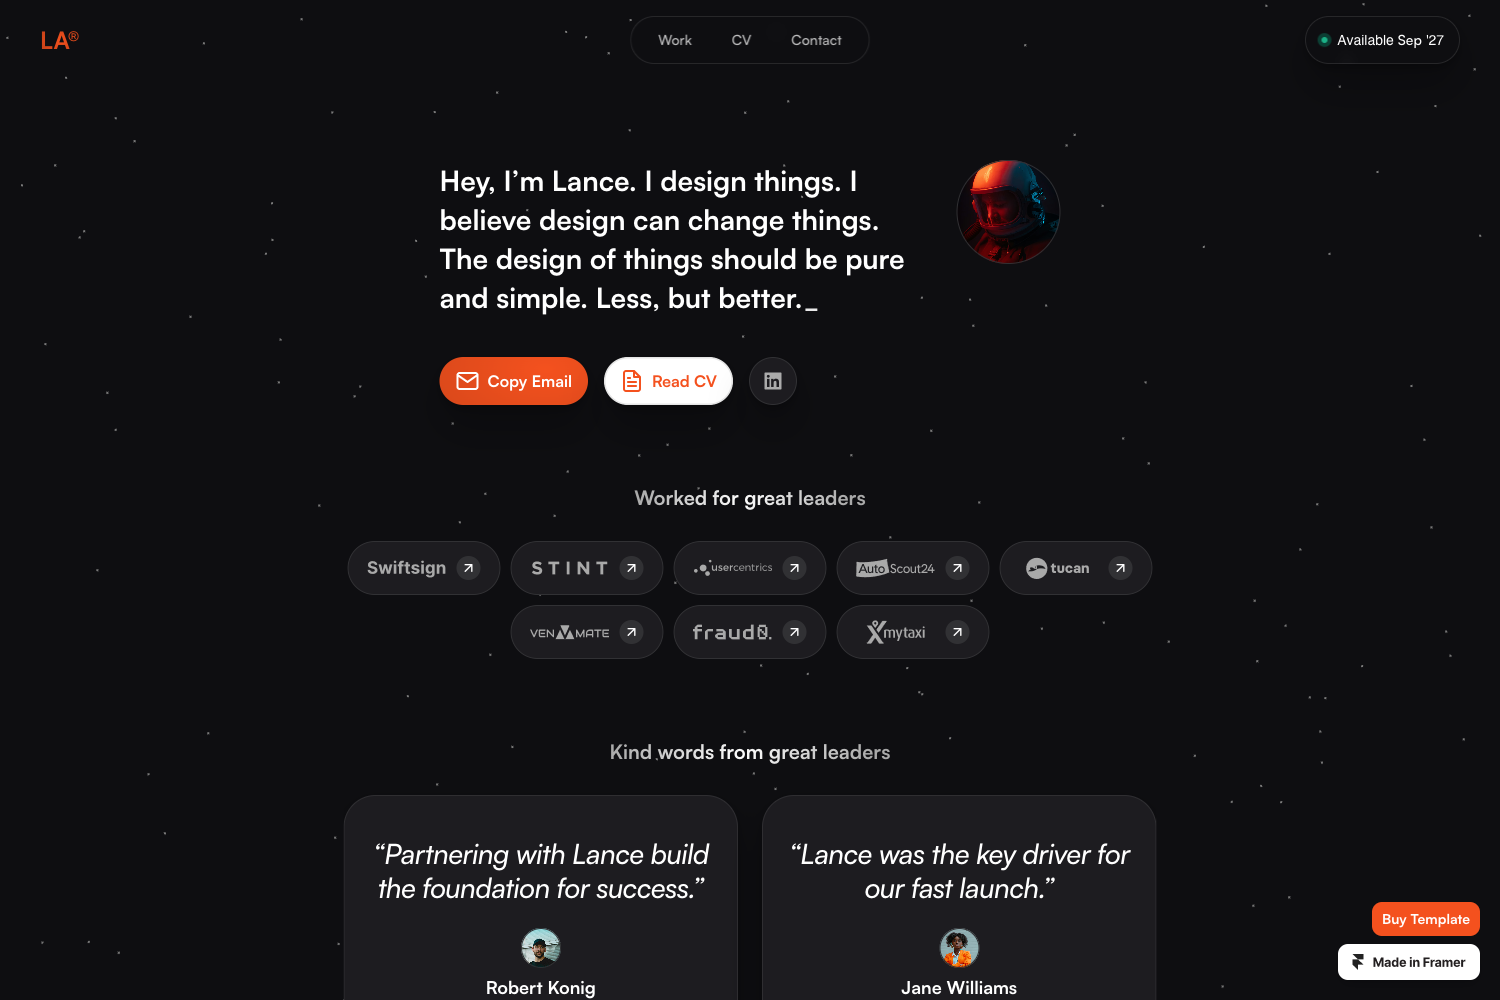 LA®
Work
CV
Contact
Available Sep '27
Hey, I’m Lance. I design things. I
believe design can change things.
The design of things should be pure
and simple. Less, but better._
Copy Email
Read CV
in
Worked for great leaders
Swiftsign
STINT
usercentrics
AutoScout24
tucan
VENMATE
fraud0.
mytaxi
Kind words from great leaders
“Partnering with Lance build
the foundation for success.”
Robert Konig
“Lance was the key driver for
our fast launch.”
Jane Williams
Buy Template
Made in Framer